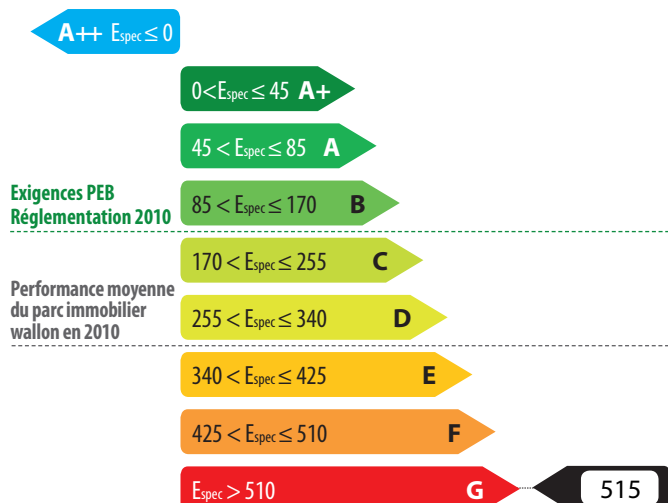 A++ Espec ≤ 0
0<Espec ≤ 45 A+
45 < Espec ≤ 85 A
Exigences PEB
Réglementation 2010
85 < Espec ≤ 170 B
170 < Espec ≤ 255 C
Performance moyenne
du parc immobilier
wallon en 2010
255 < Espec ≤ 340 D
340 < Espec ≤ 425 E
425 < Espec ≤ 510 F
Espec > 510 G 515